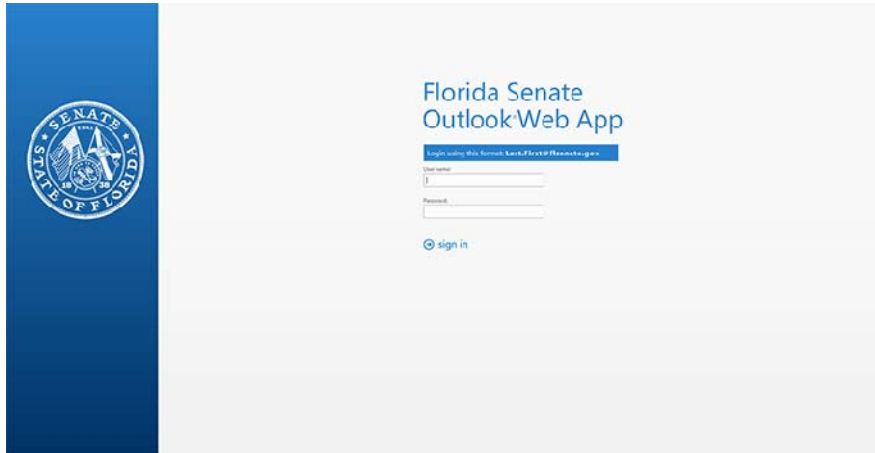 SENATE
STATE OF FLORIDA
1838
Florida Senate
Outlook Web App
Login using this format: Last.First@flsenate.gov
User name:
Password:
sign in